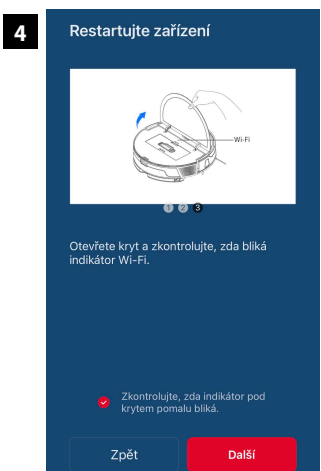 4
Restartujte zařízení
Wi-Fi
1 2 3
Otevřete kryt a zkontrolujte, zda bliká
indikátor Wi-Fi.
Zkontrolujte, zda indikátor pod
krytem pomalu bliká.
Zpět
Další